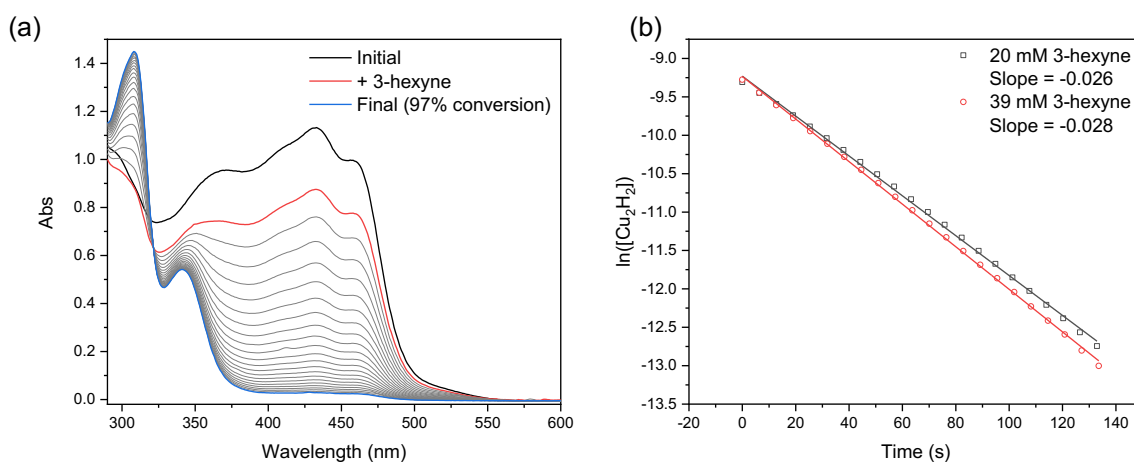 (a)
Initial
+ 3-hexyne
Final (97% conversion)
1.4
1.2
1.0
0.8
0.6
0.4
0.2
0.0
Abs
300
350
400
450
500
550
600
Wavelength (nm)
(b)
20 mM 3-hexyne
Slope = -0.026
39 mM 3-hexyne
Slope = -0.028
-9.0
-9.5
-10.0
-10.5
-11.0
-11.5
-12.0
-12.5
-13.0
-13.5
ln([Cu₂H₂])
-20
0
20
40
60
80
100
120
140
Time (s)